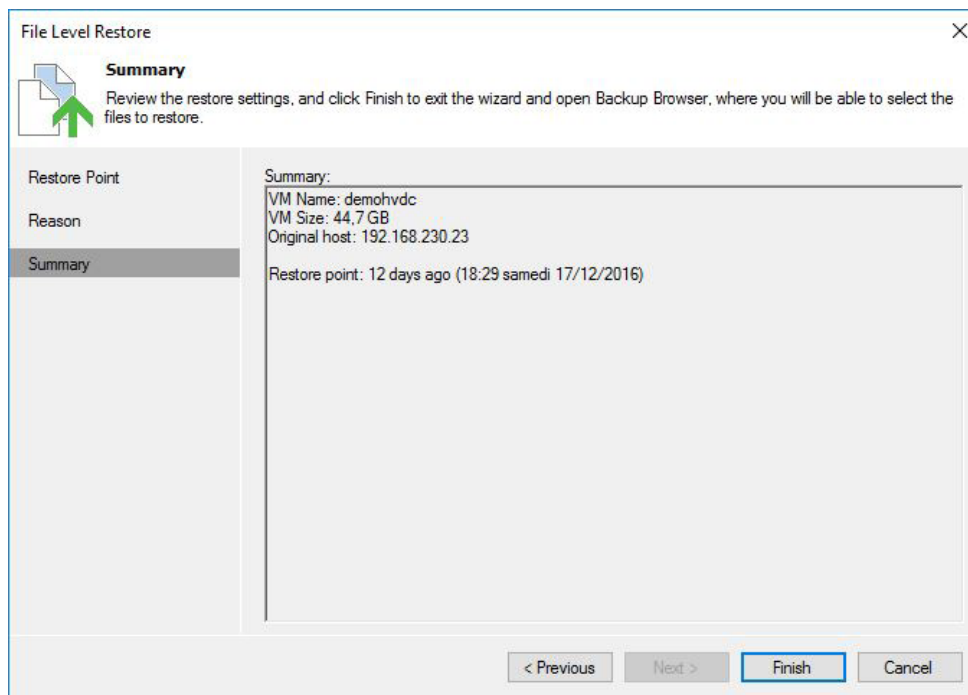 File Level Restore
Summary
Review the restore settings, and click Finish to exit the wizard and open Backup Browser, where you will be able to select the
files to restore.
Restore Point
Reason
Summary
Summary:
VM Name: demohvdc
VM Size: 44,7 GB
Original host: 192.168.230.23
Restore point: 12 days ago (18:29 samedi 17/12/2016)
< Previous
Next >
Finish
Cancel